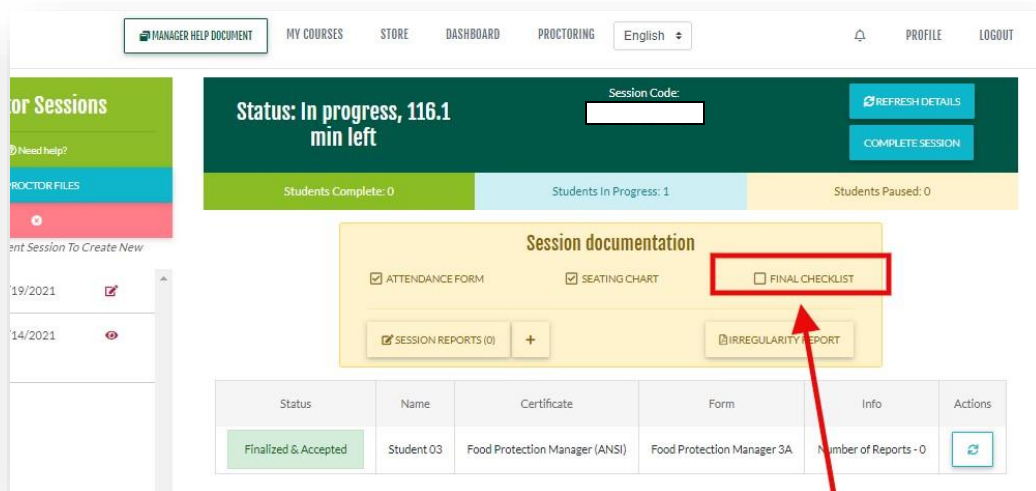 MANAGER HELP DOCUMENT MY COURSES STORE DASHBOARD PROCTORING English PROFILE LOGOUT
tor Sessions
Need help?
PROCTOR FILES
ent Session To Create New
/19/2021
/14/2021
Status: In progress, 116.1
min left
Session Code:
REFRESH DETAILS
COMPLETE SESSION
Students Complete: 0 Students In Progress: 1 Students Paused: 0
Session documentation
ATTENDANCE FORM SEATING CHART FINAL CHECKLIST
SESSION REPORTS (0) + IRREGULARITY REPORT
Status Name Certificate Form Info Actions
Finalized & Accepted Student 03 Food Protection Manager (ANSI) Food Protection Manager 3A Number of Reports - 0